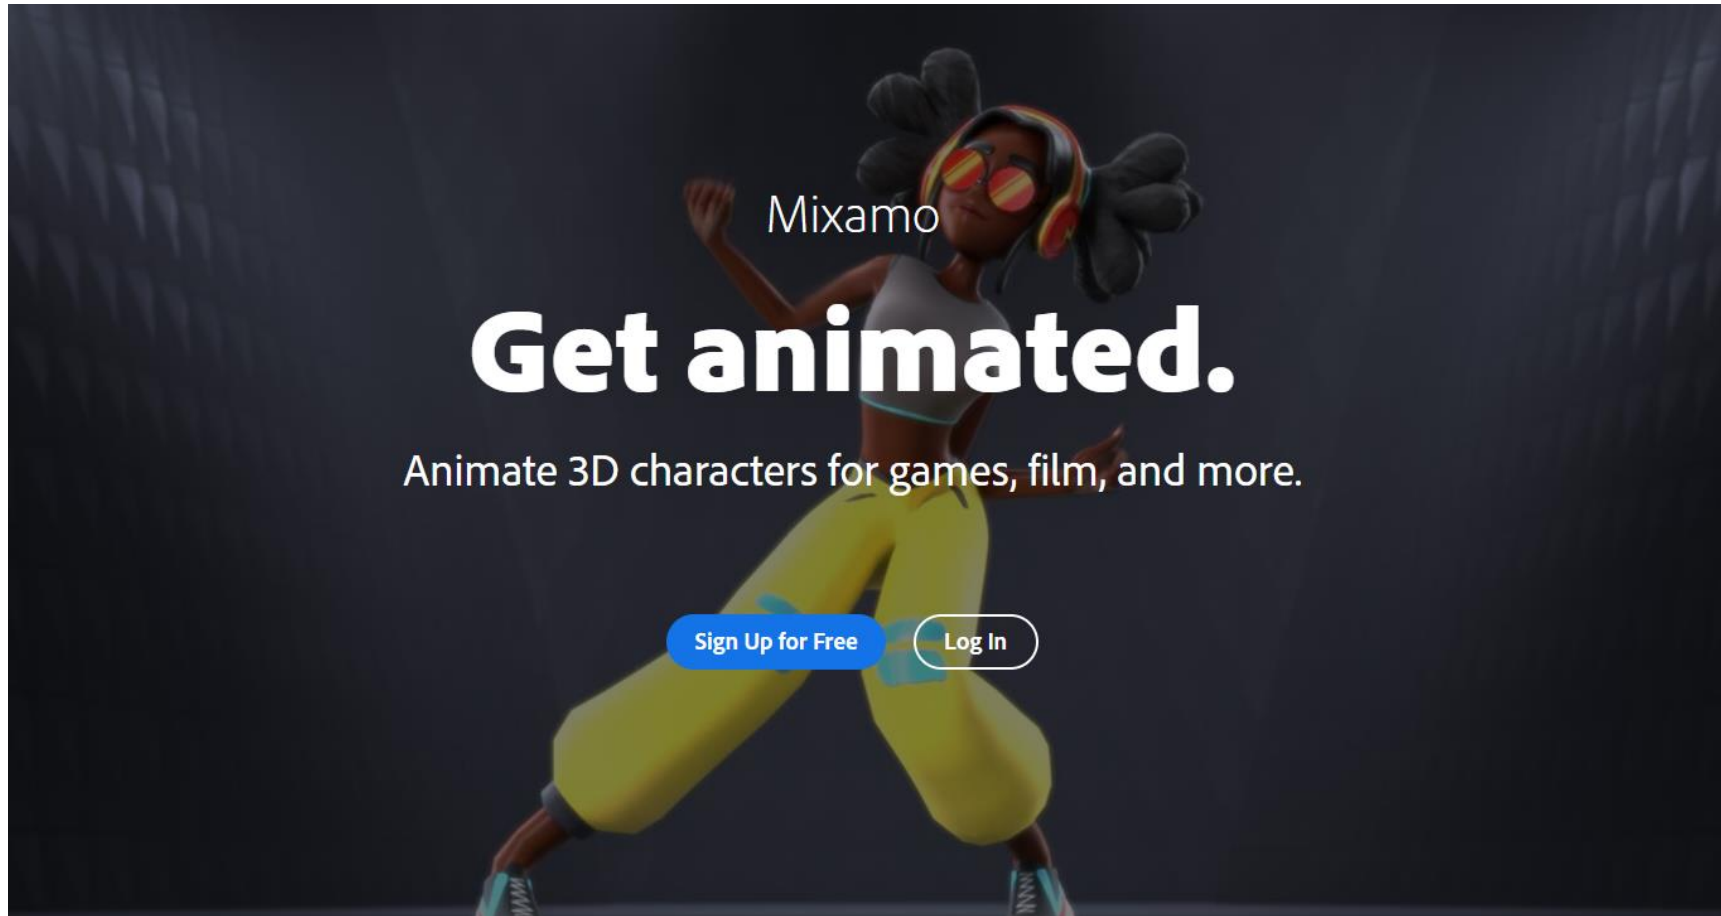 Mixamo
Get animated.
Animate 3D characters for games, film, and more.
Sign Up for Free
Log In